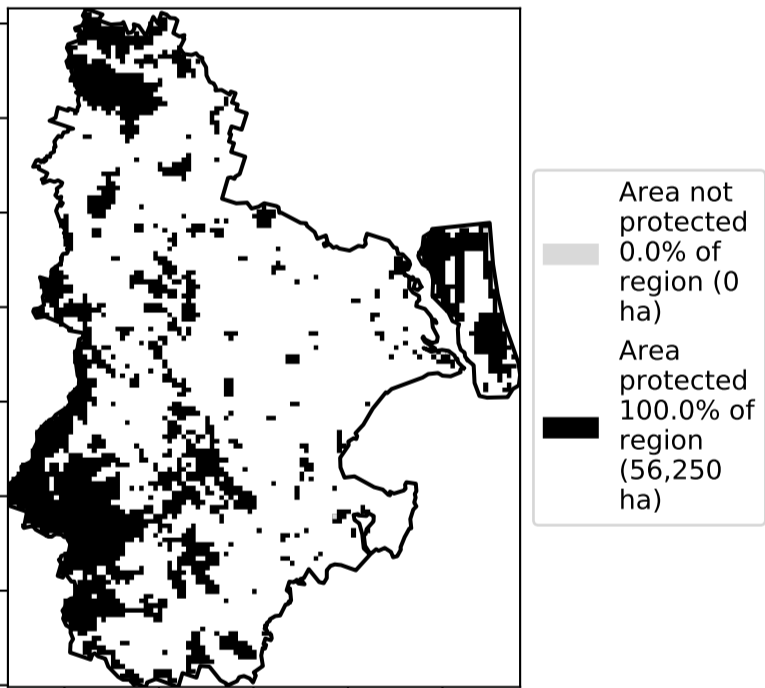 Area not
protected
0.0% of
region (0
ha)
Area
protected
100.0% of
region
(56,250
ha)